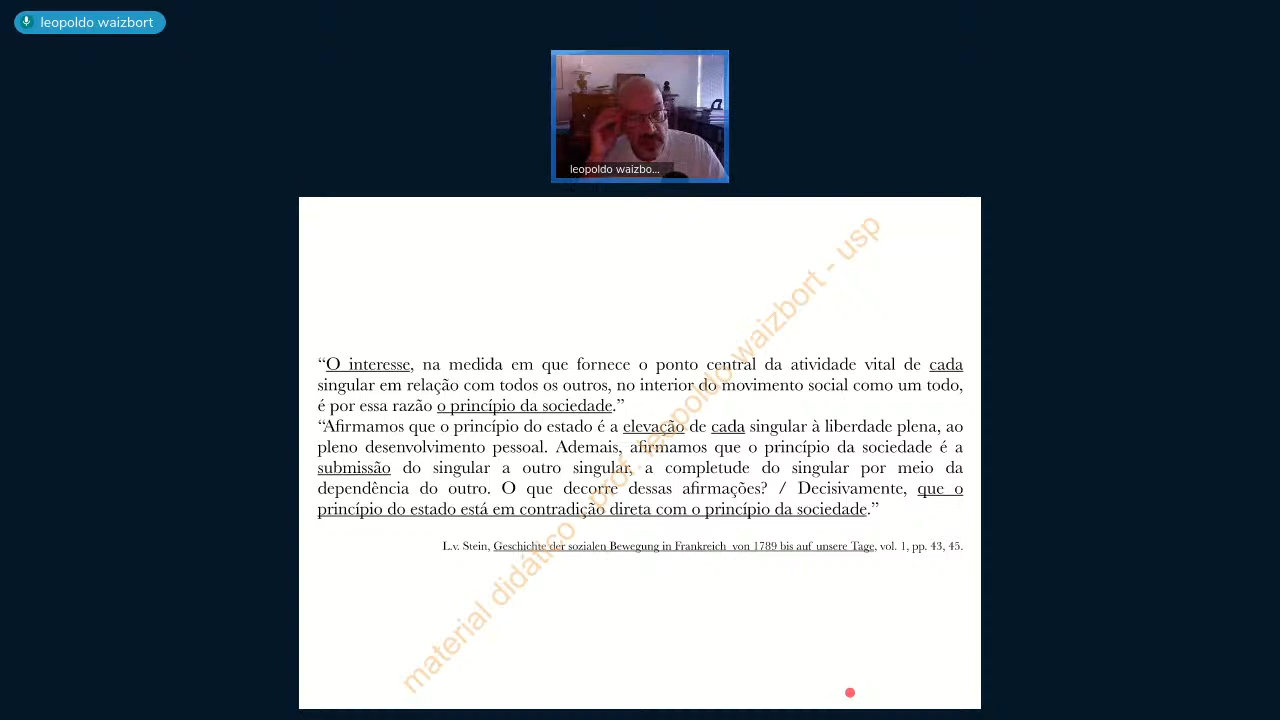 leopoldo waizbort
leopoldo waizbo...
“O interesse, na medida em que fornece o ponto central da atividade vital de cada
singular em relação com todos os outros, no interior do movimento social como um todo,
é por essa razão o princípio da sociedade.”
“Afirmamos que o princípio do estado é a elevação de cada singular à liberdade plena, ao
pleno desenvolvimento pessoal. Ademais, afirmamos que o princípio da sociedade é a
submissão do singular a outro singular, a completude do singular por meio da
dependência do outro. O que decorre dessas afirmações? / Decisivamente, que o
princípio do estado está em contradição direta com o princípio da sociedade.”
L.v. Stein, Geschichte der sozialen Bewegung in Frankreich von 1789 bis auf unsere Tage, vol. 1, pp. 43, 45.
material didático - prof. leopoldo waizbort - usp